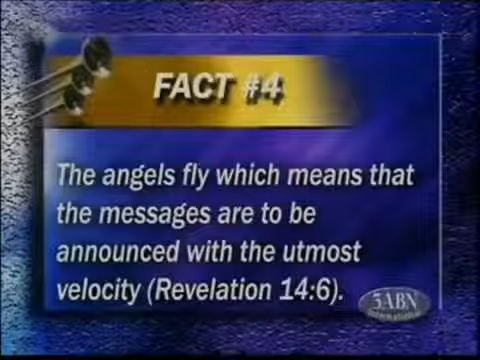 FACT #4
The angels fly which means that
the messages are to be
announced with the utmost
velocity (Revelation 14:6).
3ABN
INTERNATIONAL